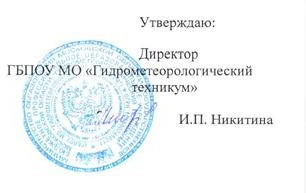 Утверждаю:
Директор
ГБПОУ МО «Гидрометеорологический
техникум»
И.П. Никитина